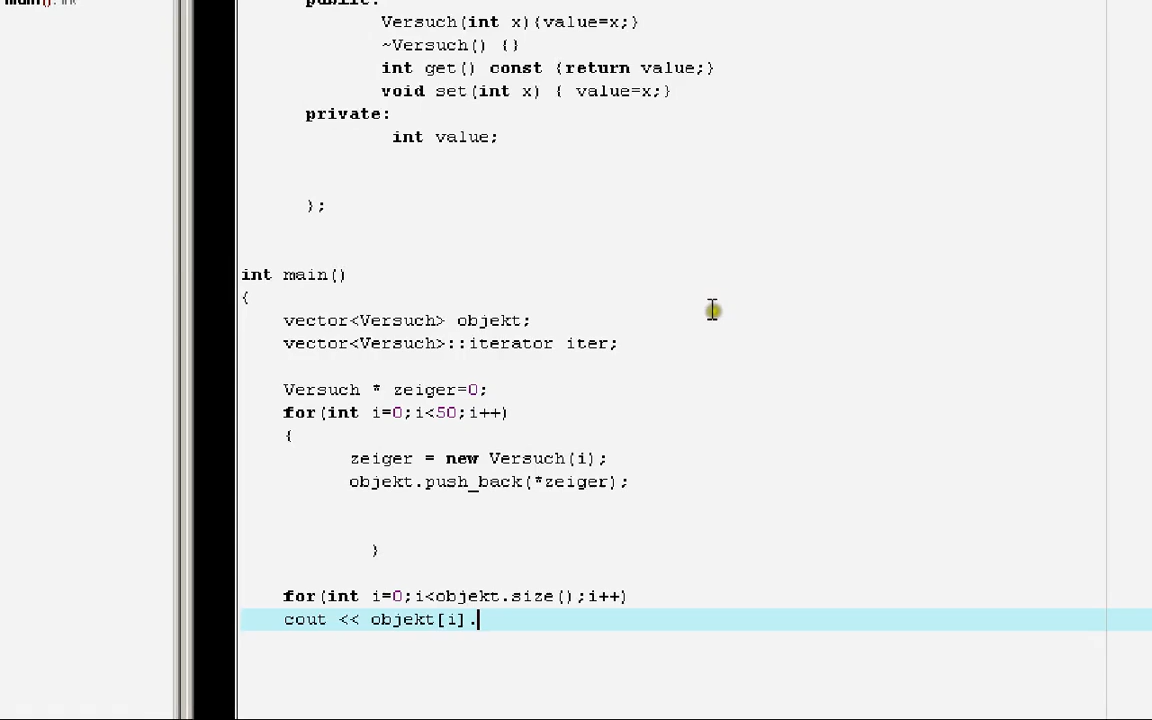 main(): int
public:
Versuch(int x){value=x;}
~Versuch() {}
int get() const {return value;}
void set(int x) { value=x;}
private:
int value;
};
int main()
{
vector<Versuch> objekt;
vector<Versuch>::iterator iter;
Versuch * zeiger=0;
for(int i=0;i<50;i++)
{
zeiger = new Versuch(i);
objekt.push_back(*zeiger);
}
for(int i=0;i<objekt.size();i++)
cout << objekt[i].